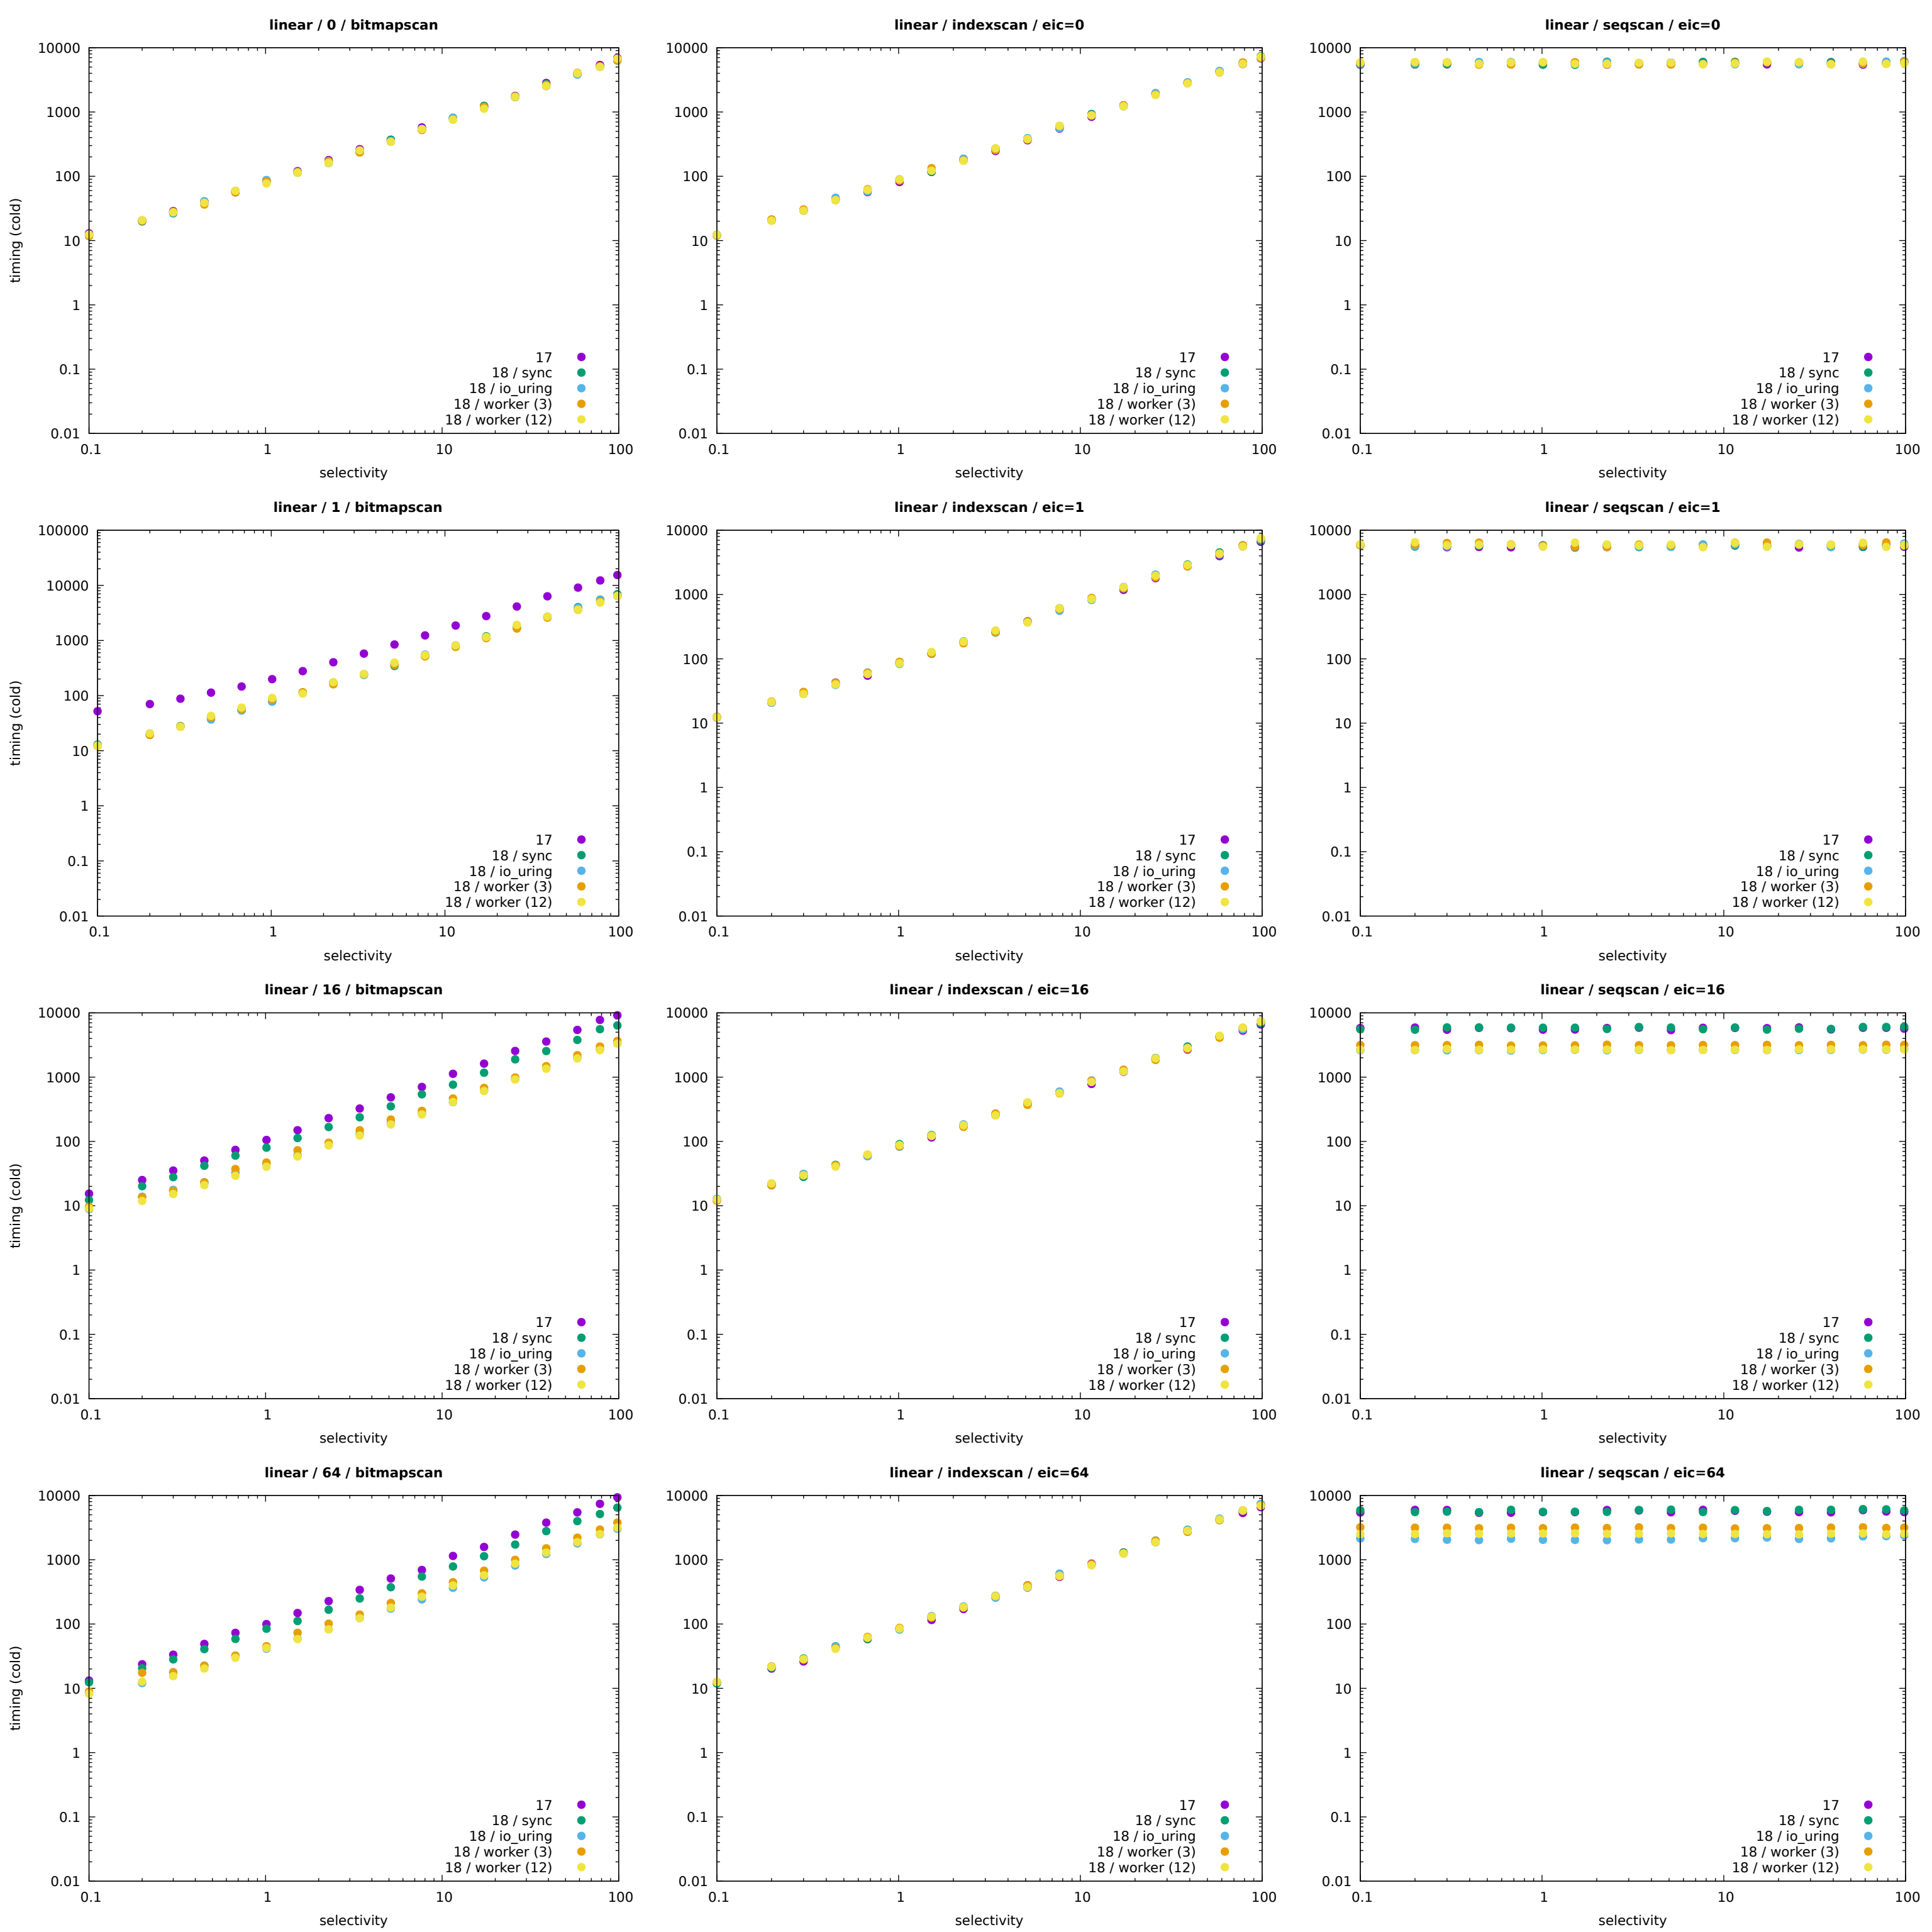 linear / 0 / bitmapscan
10000
1000
100
10
1
0.1
0.01
timing (cold)
17
18 / sync
18 / io_uring
18 / worker (3)
18 / worker (12)
0.1 1 10 100
selectivity
linear / indexscan / eic=0
10000
1000
100
10
1
0.1
0.01
17
18 / sync
18 / io_uring
18 / worker (3)
18 / worker (12)
0.1 1 10 100
selectivity
linear / seqscan / eic=0
10000
1000
100
10
1
0.1
0.01
17
18 / sync
18 / io_uring
18 / worker (3)
18 / worker (12)
0.1 1 10 100
selectivity
linear / 1 / bitmapscan
100000
10000
1000
100
10
1
0.1
0.01
timing (cold)
17
18 / sync
18 / io_uring
18 / worker (3)
18 / worker (12)
0.1 1 10 100
selectivity
linear / indexscan / eic=1
10000
1000
100
10
1
0.1
0.01
17
18 / sync
18 / io_uring
18 / worker (3)
18 / worker (12)
0.1 1 10 100
selectivity
linear / seqscan / eic=1
10000
1000
100
10
1
0.1
0.01
17
18 / sync
18 / io_uring
18 / worker (3)
18 / worker (12)
0.1 1 10 100
selectivity
linear / 16 / bitmapscan
10000
1000
100
10
1
0.1
0.01
timing (cold)
17
18 / sync
18 / io_uring
18 / worker (3)
18 / worker (12)
0.1 1 10 100
selectivity
linear / indexscan / eic=16
10000
1000
100
10
1
0.1
0.01
17
18 / sync
18 / io_uring
18 / worker (3)
18 / worker (12)
0.1 1 10 100
selectivity
linear / seqscan / eic=16
10000
1000
100
10
1
0.1
0.01
17
18 / sync
18 / io_uring
18 / worker (3)
18 / worker (12)
0.1 1 10 100
selectivity
linear / 64 / bitmapscan
10000
1000
100
10
1
0.1
0.01
timing (cold)
17
18 / sync
18 / io_uring
18 / worker (3)
18 / worker (12)
0.1 1 10 100
selectivity
linear / indexscan / eic=64
10000
1000
100
10
1
0.1
0.01
17
18 / sync
18 / io_uring
18 / worker (3)
18 / worker (12)
0.1 1 10 100
selectivity
linear / seqscan / eic=64
10000
1000
100
10
1
0.1
0.01
17
18 / sync
18 / io_uring
18 / worker (3)
18 / worker (12)
0.1 1 10 100
selectivity